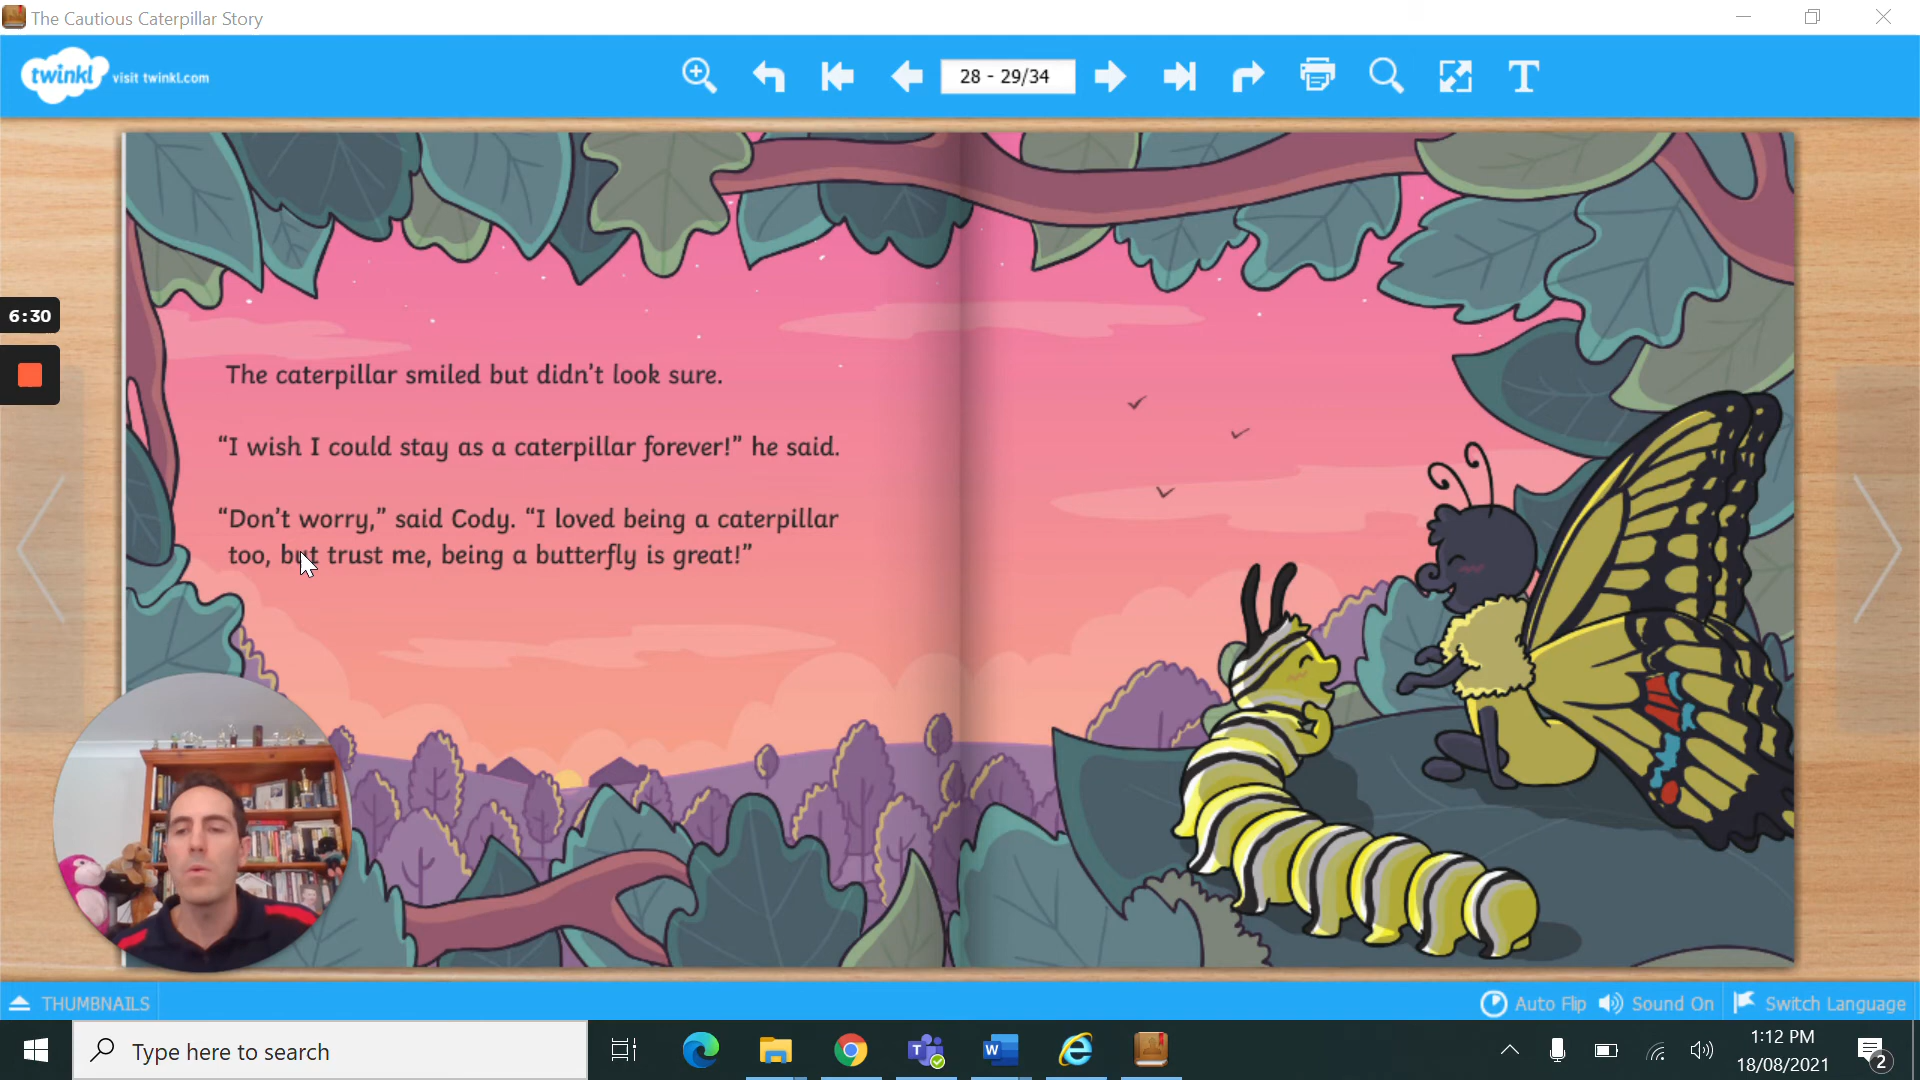 The Cautious Caterpillar Story
twinkl visit twinkl.com
28 - 29/34
T
6:30
The caterpillar smiled but didn't look sure.
“I wish I could stay as a caterpillar forever!” he said.
“Don't worry,” said Cody. “I loved being a caterpillar
too, but trust me, being a butterfly is great!”
THUMBNAILS
Auto Flip
Sound On
Switch Language
Type here to search
1:12 PM
18/08/2021
2